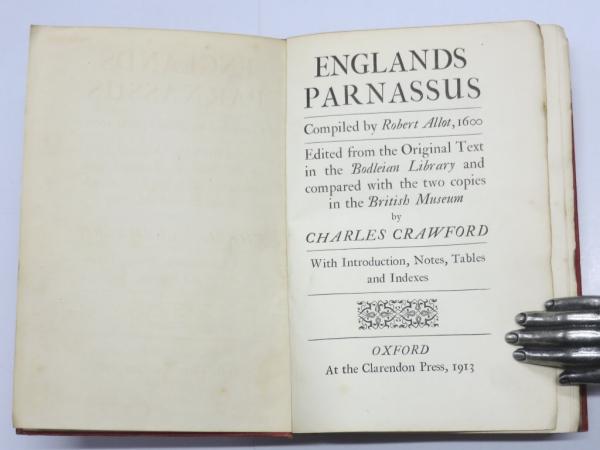 ENGLANDS
PARNASSUS
Compiled by Robert Allot, 1600
Edited from the Original Text
in the Bodleian Library and
compared with the two copies
in the British Museum
by
CHARLES CRAWFORD
With Introduction, Notes, Tables
and Indexes
OXFORD
At the Clarendon Press, 1913